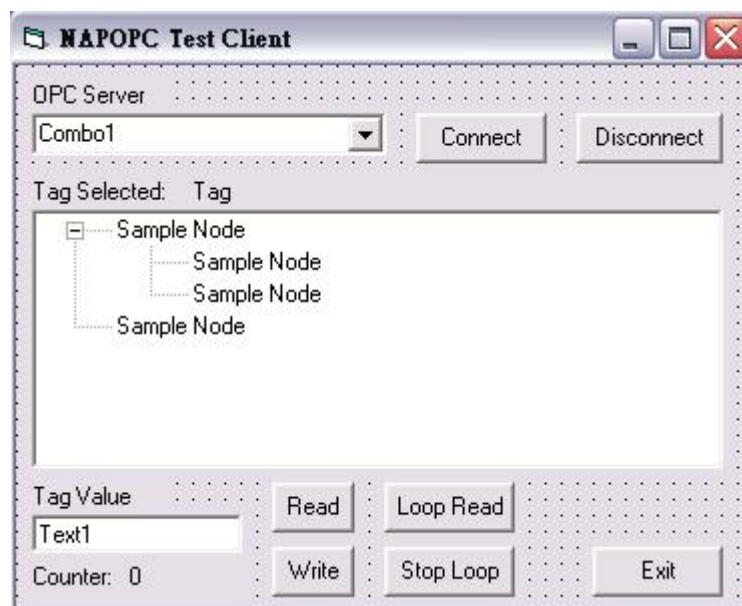 NAPOPC Test Client
OPC Server
Combo1 Connect Disconnect
Tag Selected: Tag
Sample Node
Sample Node
Sample Node
Sample Node
Tag Value Read Loop Read
Text1
Counter: 0 Write Stop Loop Exit